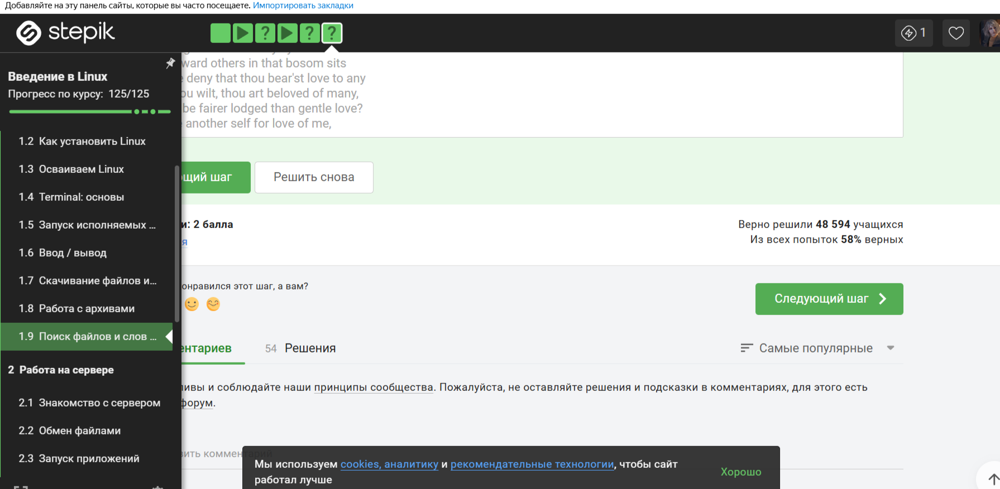 Добавляйте на эту панель сайты, которые вы часто посещаете. Импортировать закладки
stepik
1
Введение в Linux
Прогресс по курсу: 125/125
1.2 Как установить Linux
1.3 Осваиваем Linux
1.4 Terminal: основы
1.5 Запуск исполняемых ...
1.6 Ввод / вывод
1.7 Скачивание файлов и...
1.8 Работа с архивами
1.9 Поиск файлов и слов ...
2 Работа на сервере
2.1 Знакомство с сервером
2.2 Обмен файлами
2.3 Запуск приложений
ward others in that bosom sits
deny that thou bear'st love to any
ou wilt, thou art beloved of many,
be fairer lodged than gentle love?
another self for love of me,
щий шаг
Решить снова
и: 2 балла
я
Верно решили 48 594 учащихся
Из всех попыток 58% верных
онравился этот шаг, а вам?
Следующий шаг
ентариев
54 Решения
Самые популярные
ливы и соблюдайте наши принципы сообщества. Пожалуйста, не оставляйте решения и подсказки в комментариях, для этого есть
форум.
вить комментарий
Мы используем cookies, аналитику и рекомендательные технологии, чтобы сайт
работал лучше
Хорошо